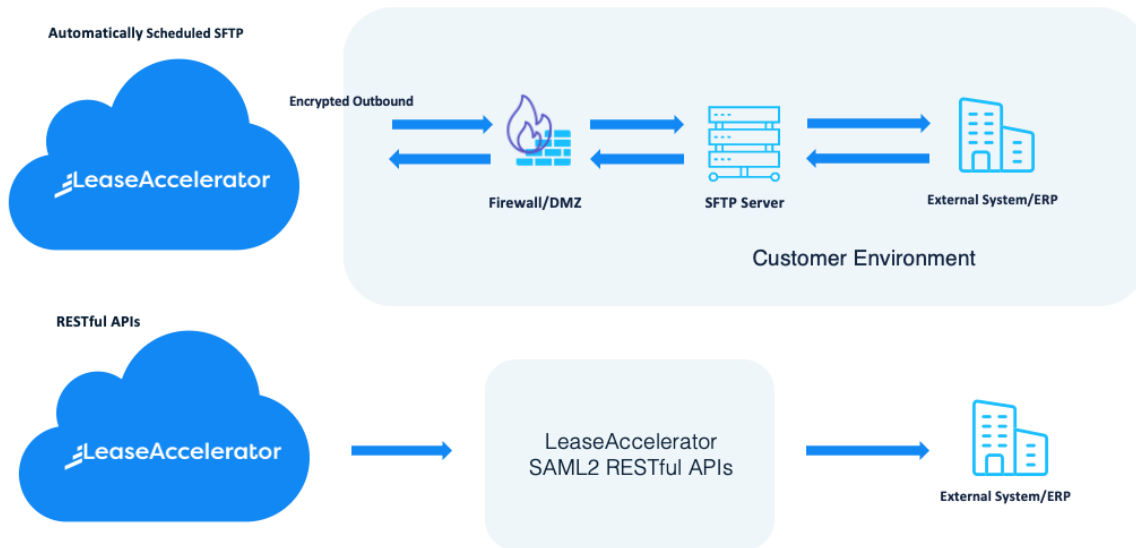 Automatically Scheduled SFTP
LeaseAccelerator
Encrypted Outbound
Firewall/DMZ
SFTP Server
External System/ERP
Customer Environment
RESTful APIs
LeaseAccelerator
LeaseAccelerator
SAML2 RESTful APIs
External System/ERP